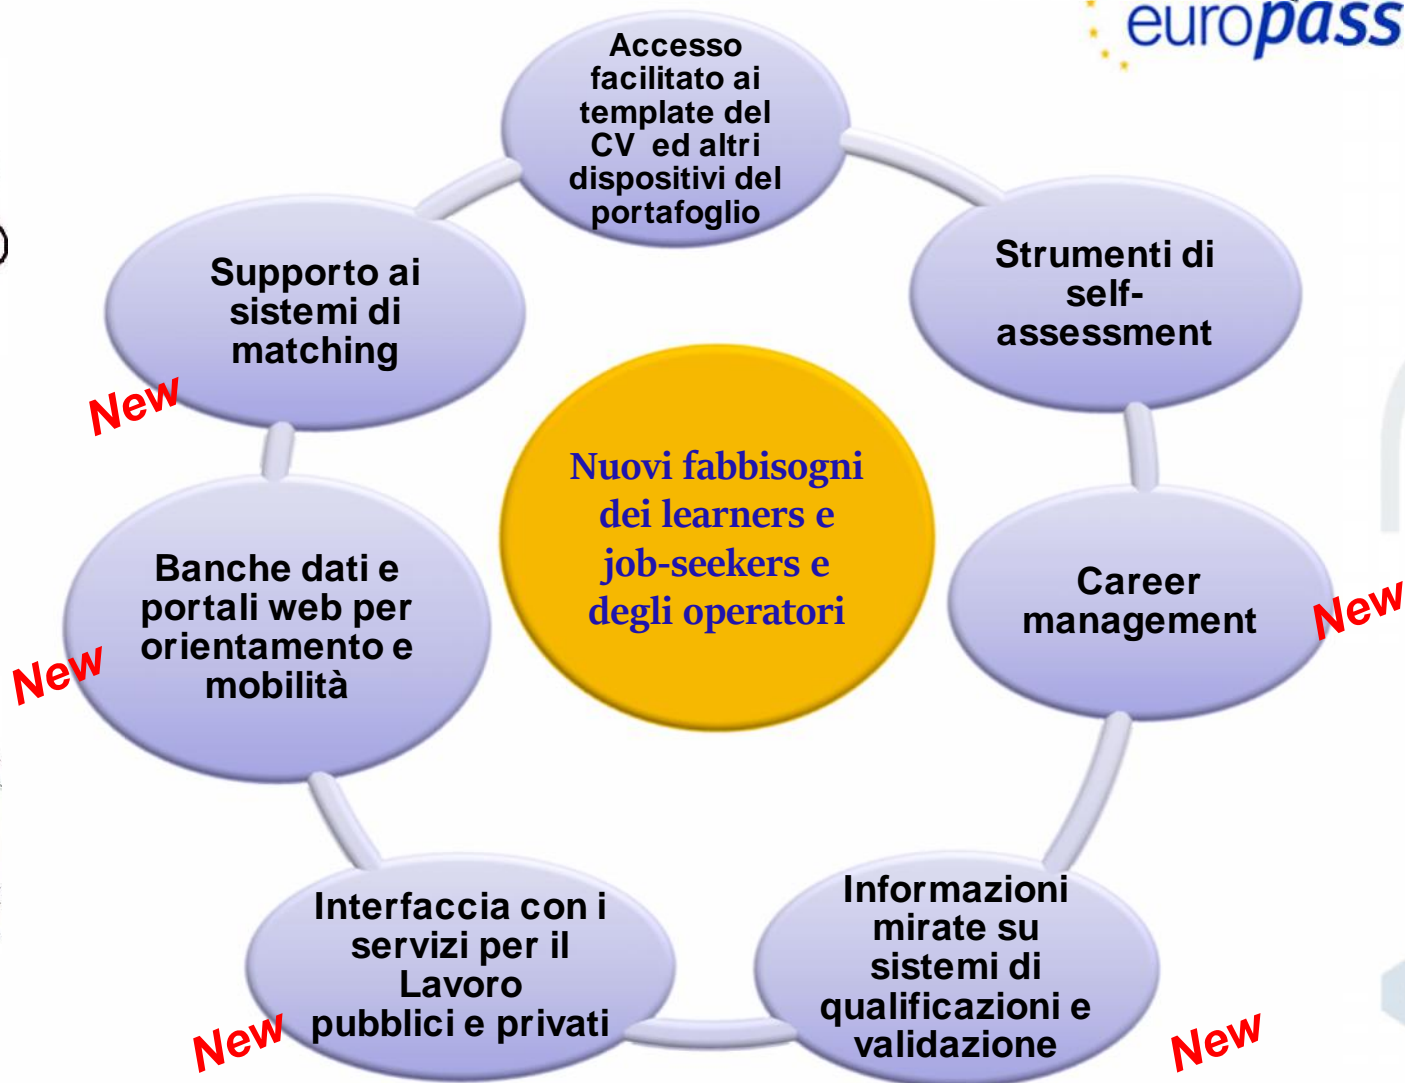 europass
Accesso
facilitato ai
template del
CV ed altri
dispositivi del
portafoglio
Strumenti di
self-
assessment
Career
management
New
Informazioni
mirate su
sistemi di
qualificazioni e
validazione
New
Interfaccia con i
servizi per il
Lavoro
pubblici e privati
New
Banche dati e
portali web per
orientamento e
mobilità
New
Supporto ai
sistemi di
matching
New
Nuovi fabbisogni
dei learners e
job-seekers e
degli operatori